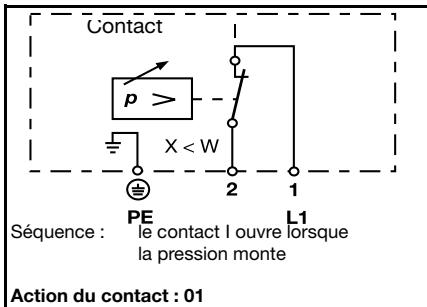 Contact
p >
X < W
2 1
PE L1
Séquence : le contact I ouvre lorsque
la pression monte
Action du contact : 01